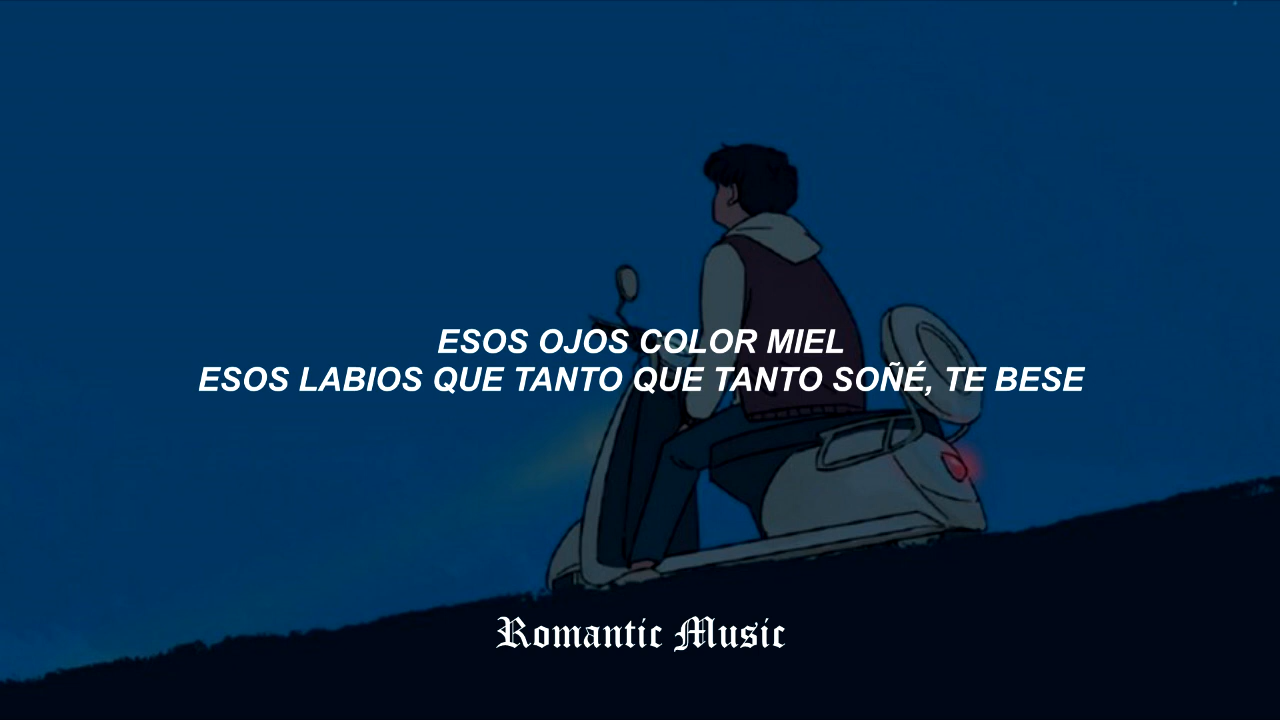 ESOS OJOS COLOR MIEL
ESOS LABIOS QUE TANTO QUE TANTO SOÑÉ, TE BESE
Romantic Music